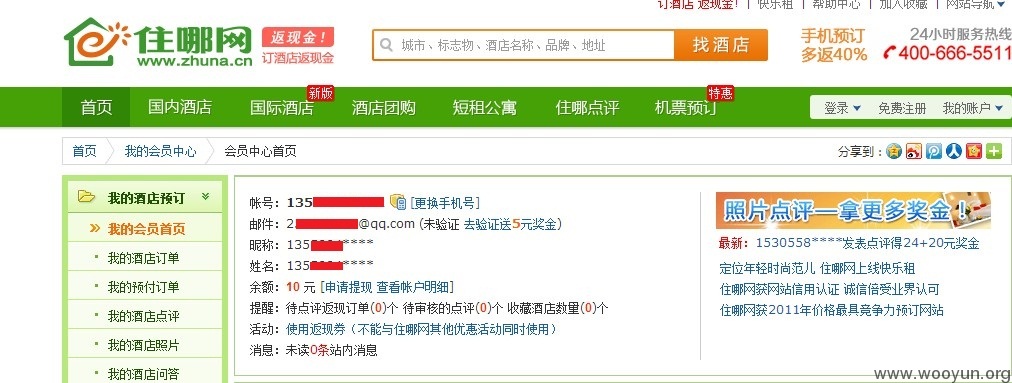 订酒店 返现金! | 快乐租 | 帮助中心 | 加入收藏 | 网站导航
住哪网 返现金!
www.zhuna.cn 订酒店返现金
城市、标志物、酒店名称、品牌、地址 找酒店
手机预订 24小时服务热线
多返40% 400-666-5511
首页 国内酒店 国际酒店 新版 酒店团购 短租公寓 住哪点评 机票预订 特惠 登录 免费注册 我的账户
首页 我的会员中心 会员中心首页 分享到:
我的酒店预订
我的会员首页
我的酒店订单
我的预付订单
我的酒店点评
我的酒店照片
我的酒店问答
帐号: 135 [更换手机号]
邮件: 2 @qq.com (未验证 去验证送5元奖金)
昵称: 135 ****
姓名: 135 ****
余额: 10 元 [申请提现 查看帐户明细]
提醒: 待点评返现订单(0)个 待审核的点评(0)个 收藏酒店数量(0)个
活动: 使用返现券(不能与住哪网其他优惠活动同时使用)
消息: 未读0条站内消息
照片点评—拿更多奖金!
最新: 1530558****发表点评得24+20元奖金
定位年轻时尚范儿 住哪网上线快乐租
住哪网获网站信用认证 诚信倍受业界认可
住哪网获2011年价格最具竞争力预订网站
www.wooyun.org